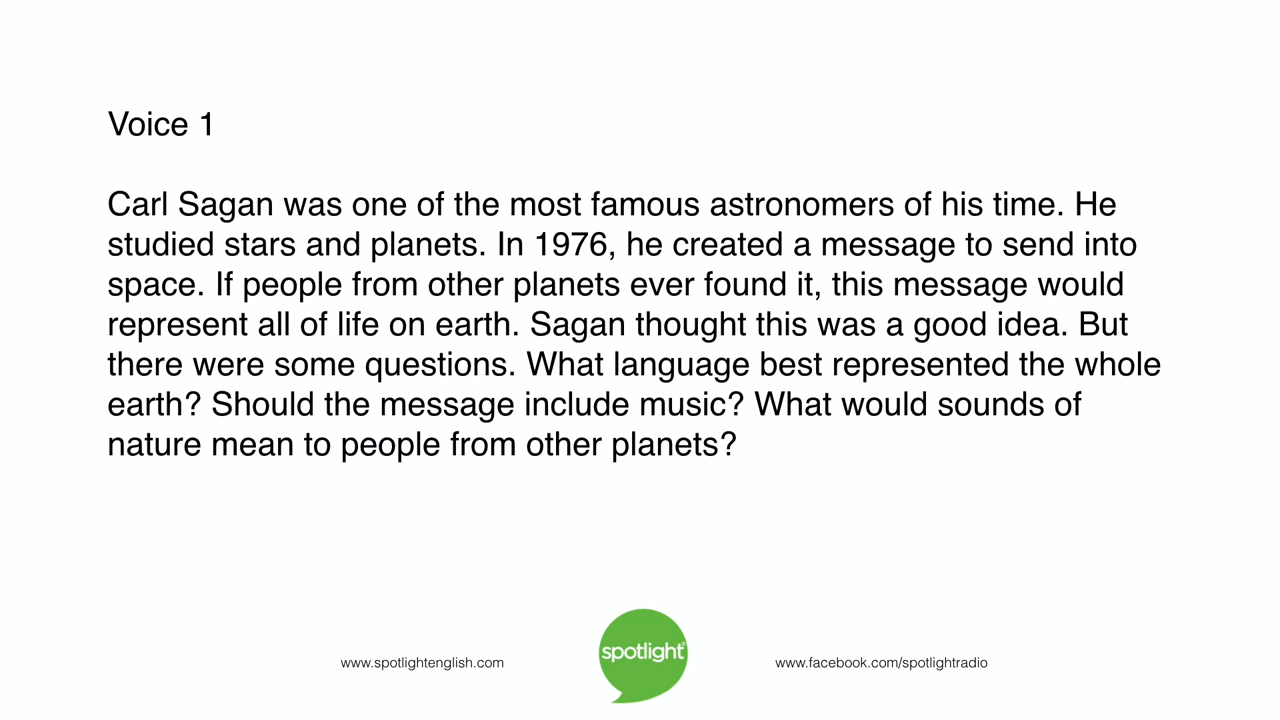 Voice 1
Carl Sagan was one of the most famous astronomers of his time. He
studied stars and planets. In 1976, he created a message to send into
space. If people from other planets ever found it, this message would
represent all of life on earth. Sagan thought this was a good idea. But
there were some questions. What language best represented the whole
earth? Should the message include music? What would sounds of
nature mean to people from other planets?
www.spotlightenglish.com
spotlight®
www.facebook.com/spotlightradio